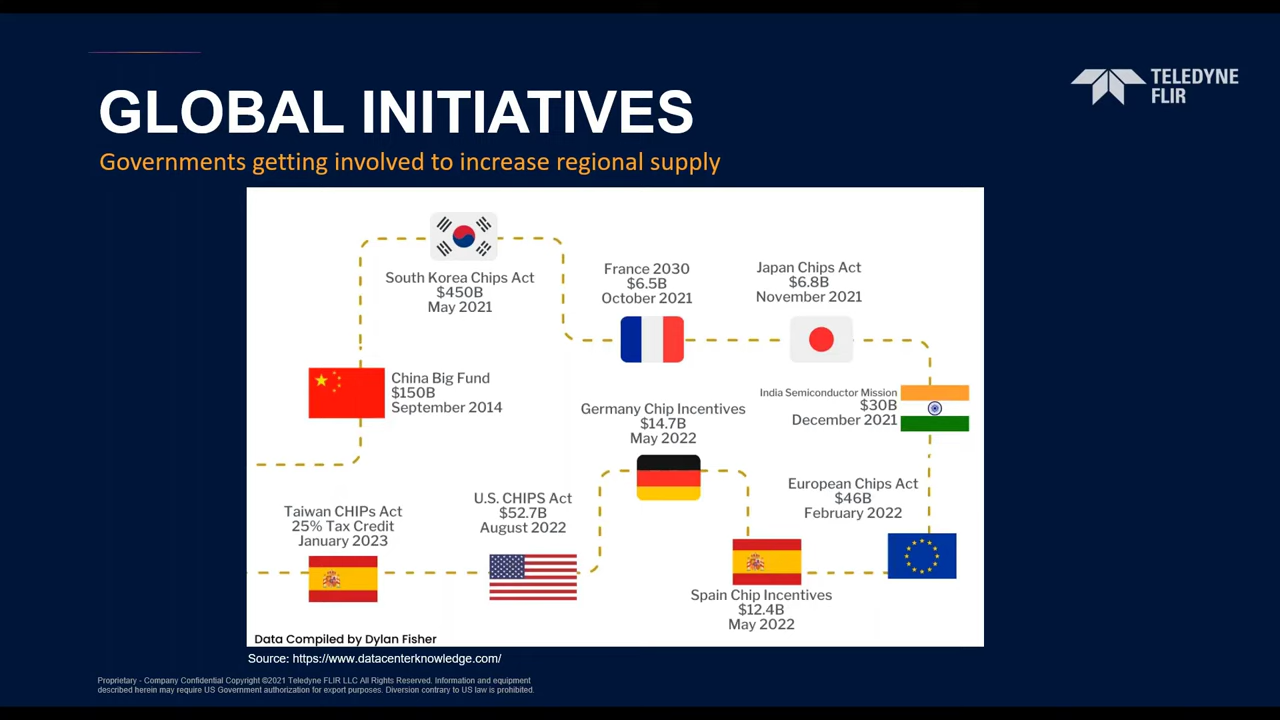 TELEDYNE
FLIR
GLOBAL INITIATIVES
Governments getting involved to increase regional supply
South Korea Chips Act
$450B
May 2021
France 2030
$6.5B
October 2021
Japan Chips Act
$6.8B
November 2021
China Big Fund
$150B
September 2014
Germany Chip Incentives
$14.7B
May 2022
India Semiconductor Mission
$30B
December 2021
European Chips Act
$46B
February 2022
Taiwan CHIPs Act
25% Tax Credit
January 2023
U.S. CHIPS Act
$52.7B
August 2022
Spain Chip Incentives
$12.4B
May 2022
Data Compiled by Dylan Fisher
Source: https://www.datacenterknowledge.com/
Proprietary - Company Confidential Copyright ©2021 Teledyne FLIR LLC All Rights Reserved. Information and equipment
described herein may require US Government authorization for export purposes. Diversion contrary to US law is prohibited.